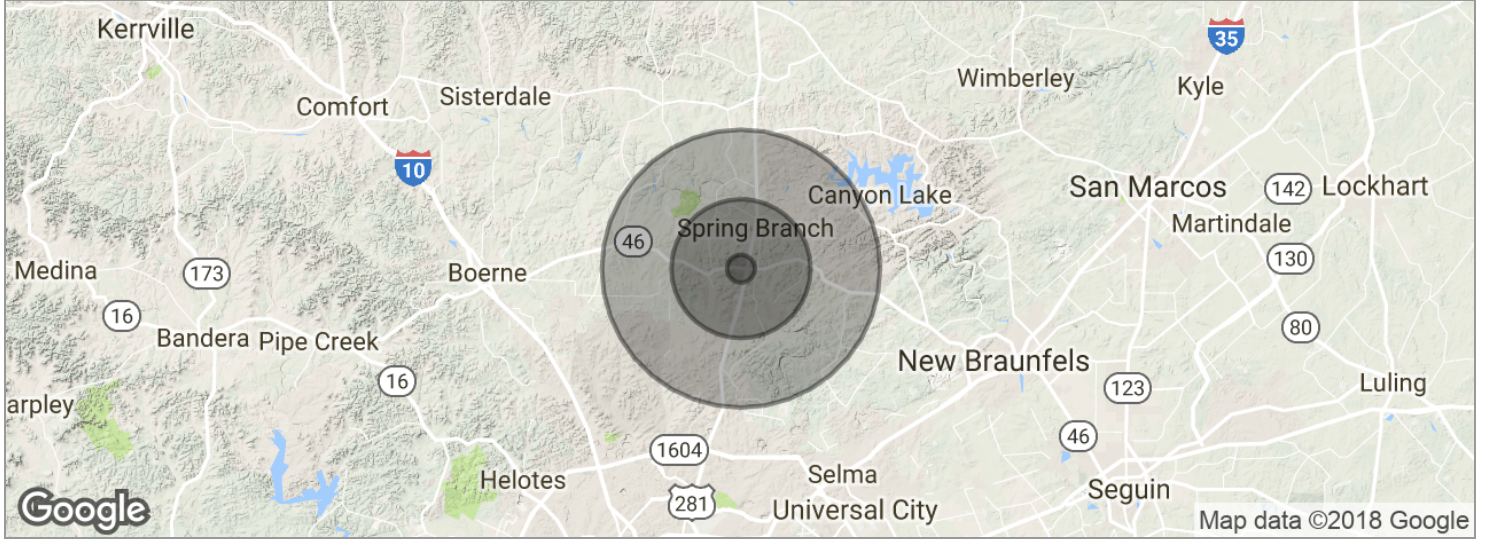 Kerrville
35
Wimberley
Kyle
Sisterdale
Comfort
10
San Marcos
142
Lockhart
Canyon Lake
Martindale
Spring Branch
46
130
Medina
173
Boerne
16
80
Bandera
Pipe Creek
New Braunfels
16
123
Luling
arpley
46
1604
Helotes
Selma
Seguin
281
Universal City
Google
Map data ©2018 Google